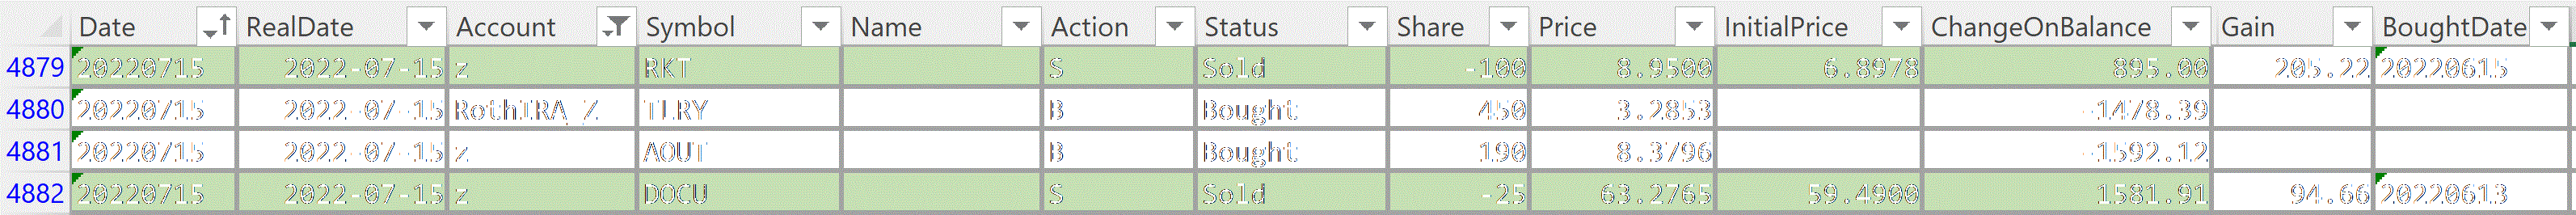 Date RealDate Account Symbol Name Action Status Share Price InitialPrice ChangeOnBalance Gain BoughtDate
4879 20220715 2022-07-15 z RKT S Sold -100 8.9500 6.8978 895.00 205.22 20220615
4880 20220715 2022-07-15 RothIRA_Z TLRY B Bought 450 3.2853 -1478.39
4881 20220715 2022-07-15 z AOUT B Bought 190 8.3796 -1592.12
4882 20220715 2022-07-15 z DOCU S Sold -25 63.2765 59.4900 1581.91 94.66 20220613